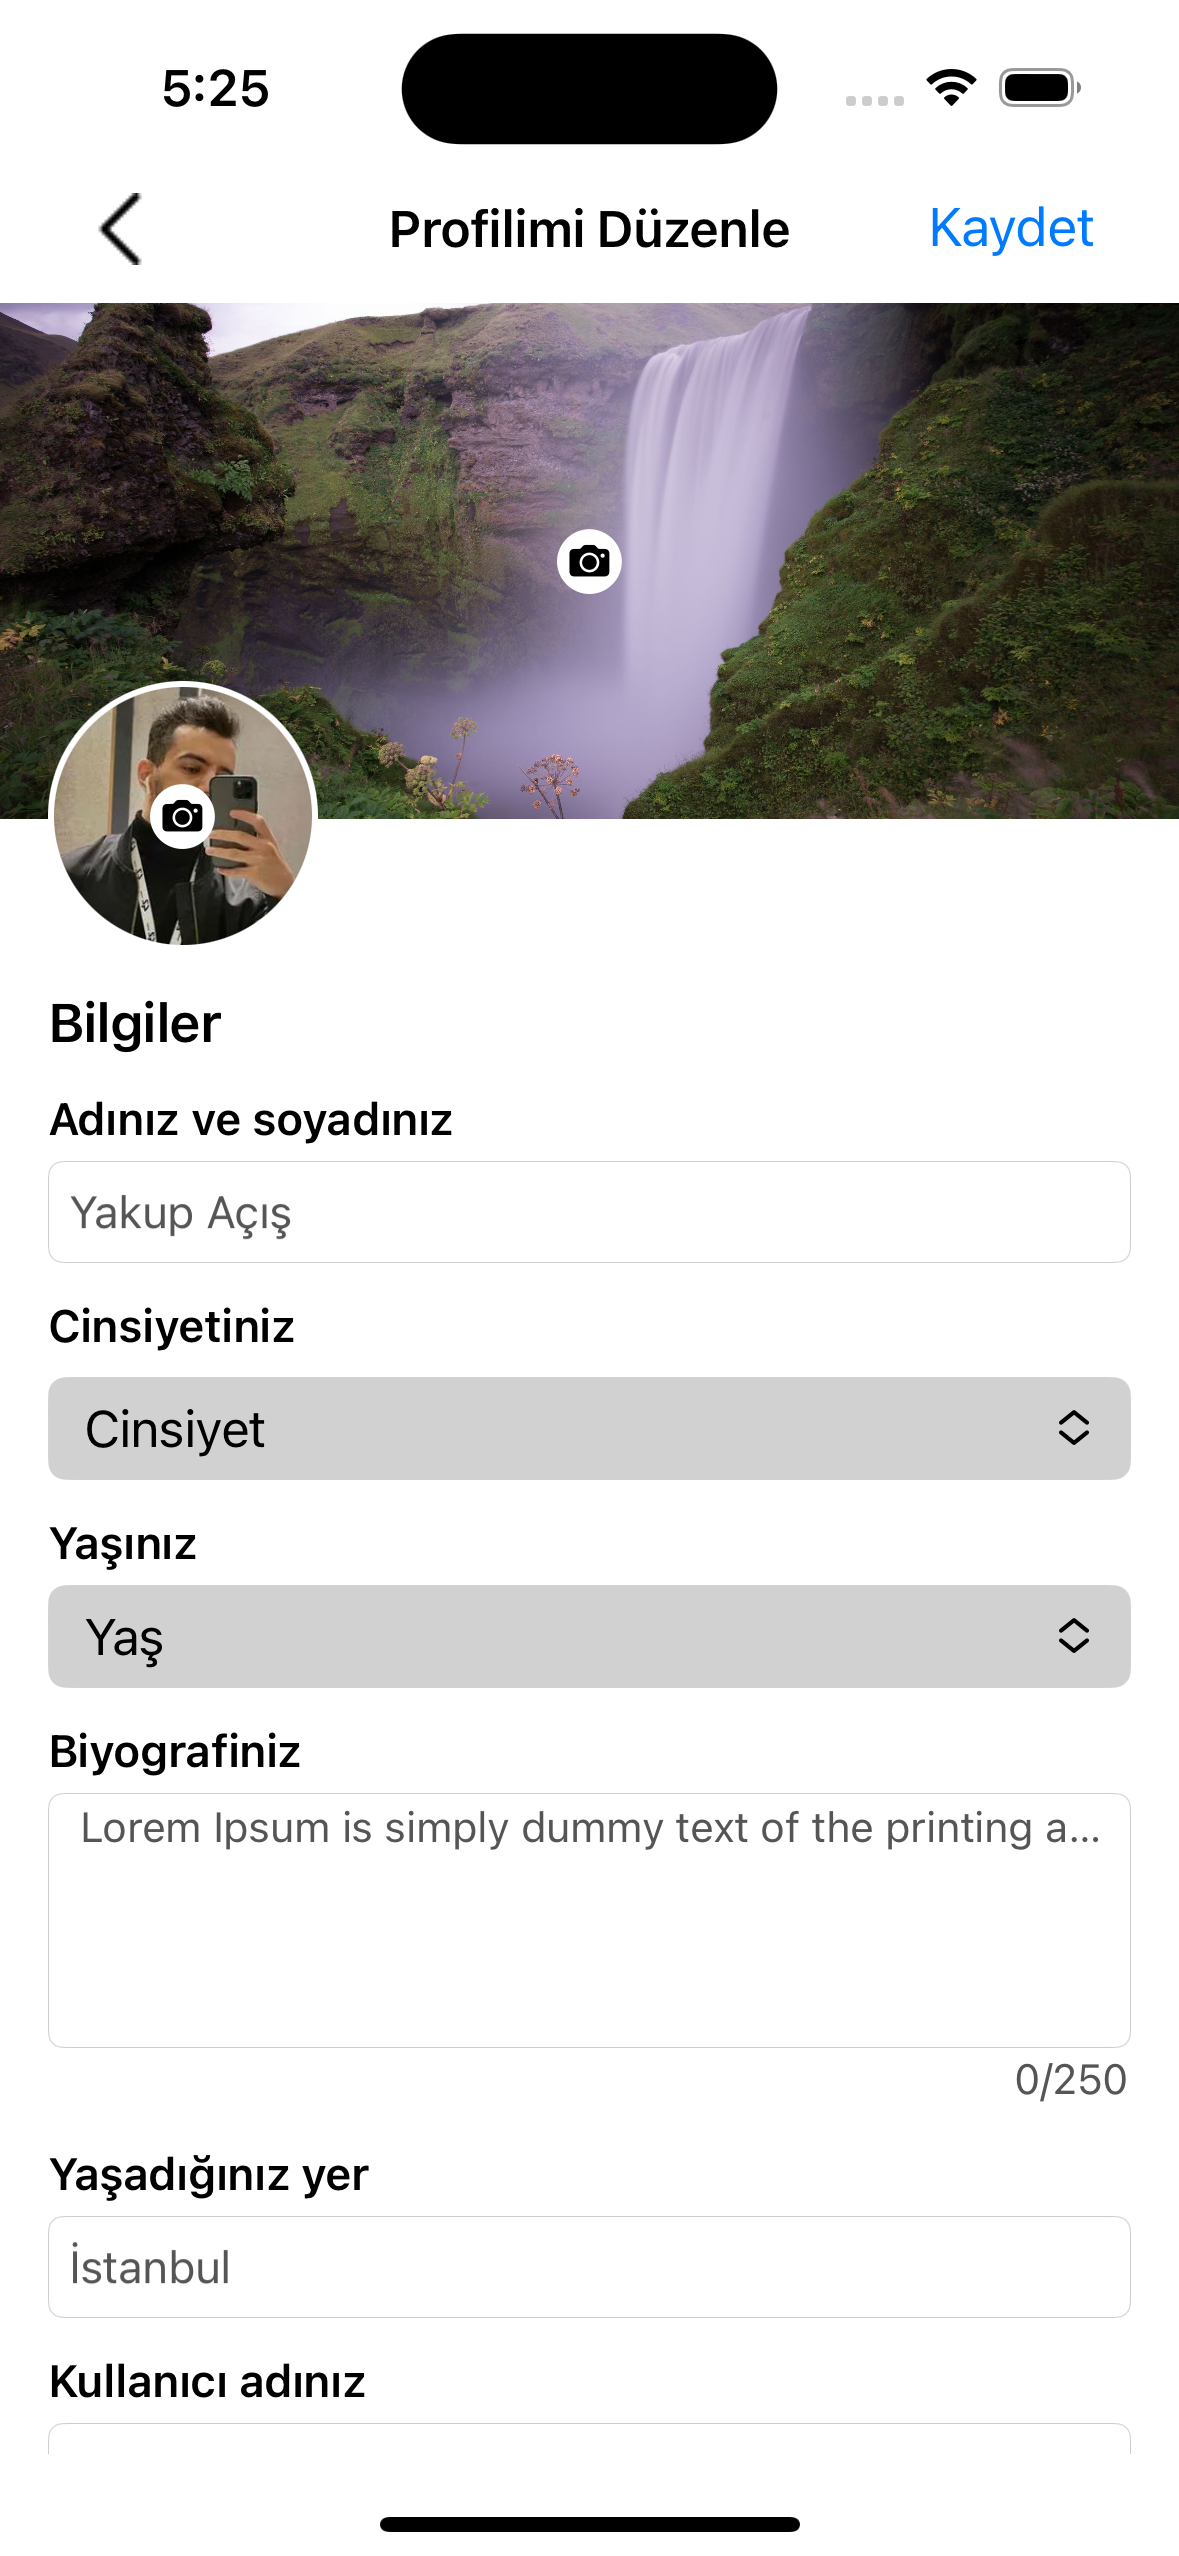 5:25
Profilimi Düzenle
Kaydet
Bilgiler
Adınız ve soyadınız
Yakup Açış
Cinsiyetiniz
Cinsiyet
Yaşınız
Yaş
Biyografiniz
Lorem Ipsum is simply dummy text of the printing a...
0/250
Yaşadığınız yer
İstanbul
Kullanıcı adınız